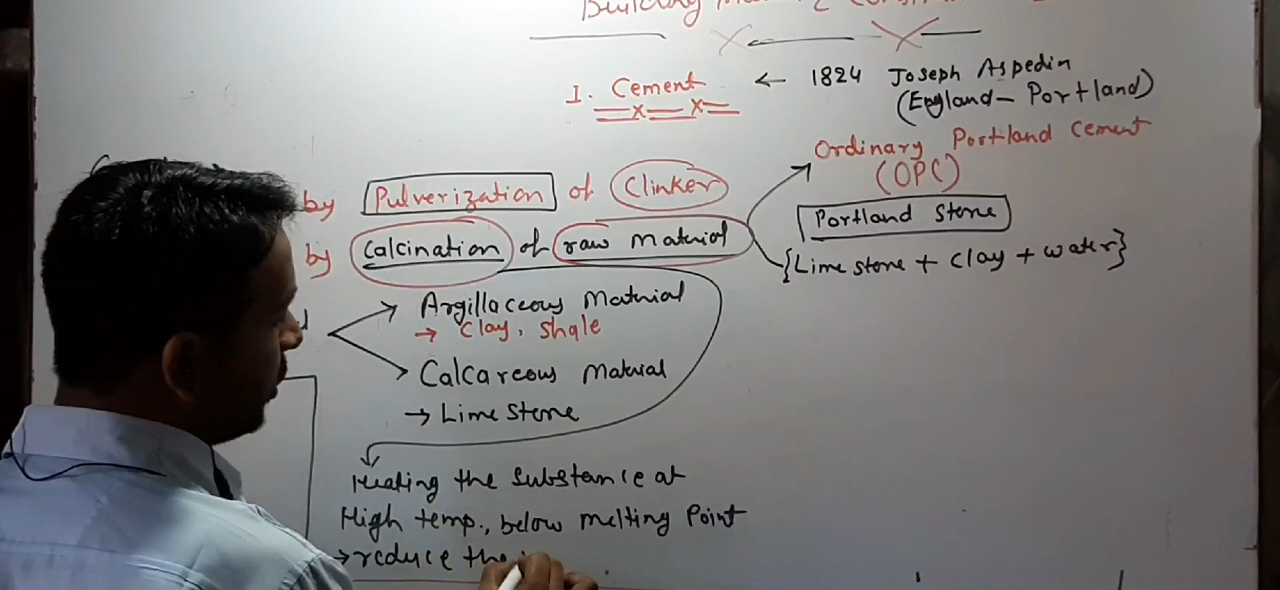 Building
1. Cement ← 1824 Joseph Aspedin
(England - Portland)
Ordinary Portland Cement
(OPC)
by Pulverization of Clinker
Portland Stone
by Calcination of raw Material
{Lime stone + Clay + water}
Argillaceous Material
→ Clay, Shale
Calcareous Material
→ Lime Stone
Heating the Substance at
High temp., below melting Point
→ reduce the